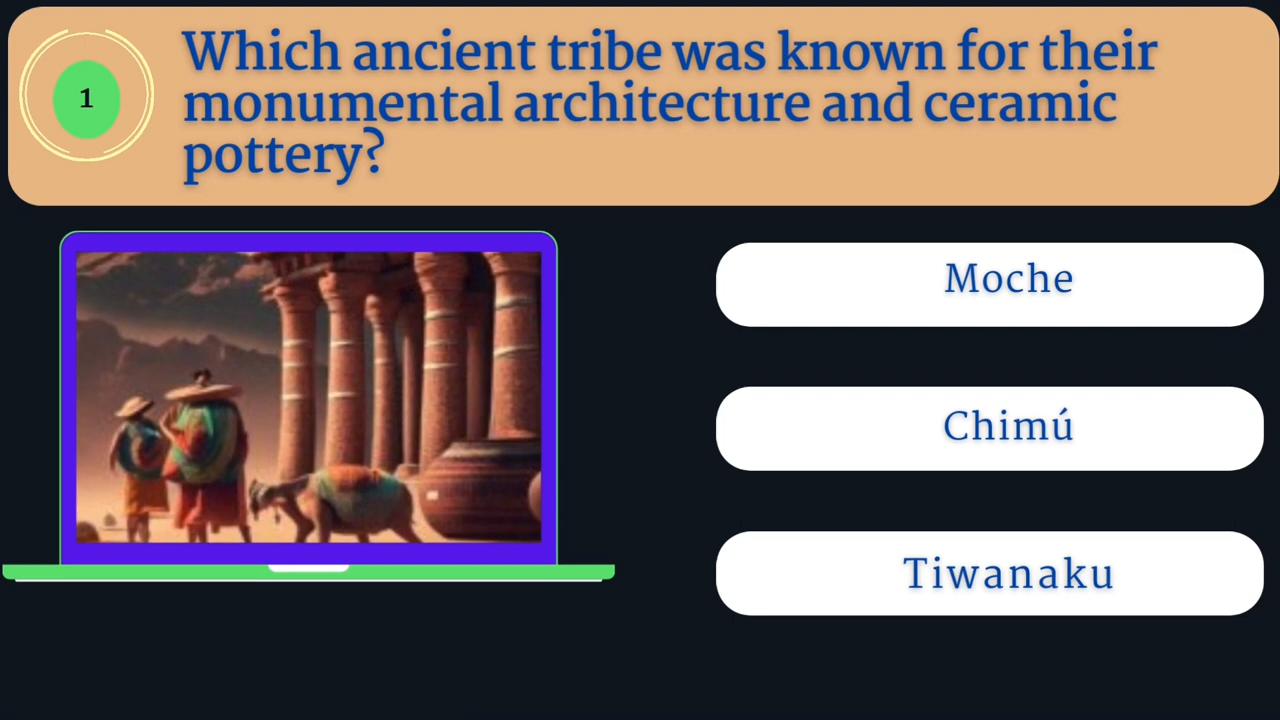 1
Which ancient tribe was known for their
monumental architecture and ceramic
pottery?
Moche
Chimú
Tiwanaku